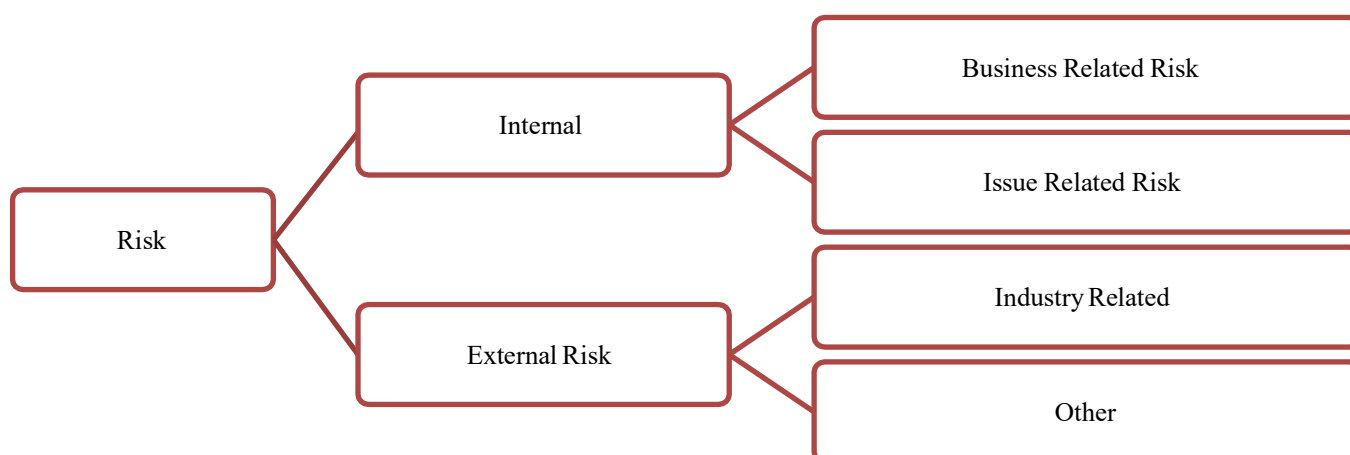 Risk
Internal
Business Related Risk
Issue Related Risk
External Risk
Industry Related
Other